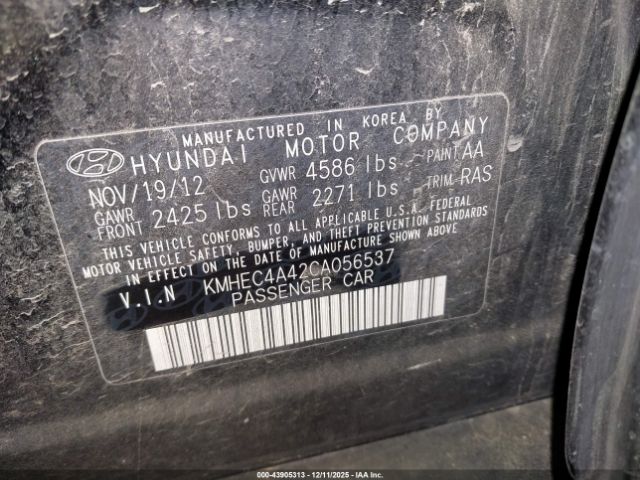 MANUFACTURED IN KOREA BY
HYUNDAI MOTOR COMPANY
NOV/19/12 GVWR 4586 lbs PAINT AA
GAWR FRONT 2425 lbs GAWR REAR 2271 lbs TRIM RAS
THIS VEHICLE CONFORMS TO ALL APPLICABLE U.S.A. FEDERAL
MOTOR VEHICLE SAFETY, BUMPER, AND THEFT PREVENTION STANDARDS
IN EFFECT ON THE DATE OF MANUFACTURE SHOWN ABOVE.
V.I.N KMHEC4A42CA056537
PASSENGER CAR
000-43905313 - 12/11/2025 - IAA Inc.